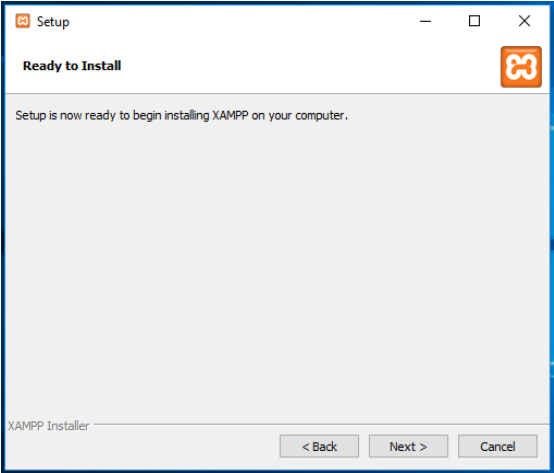 Setup
Ready to Install
Setup is now ready to begin installing XAMPP on your computer.
XAMPP Installer
< Back Next > Cancel